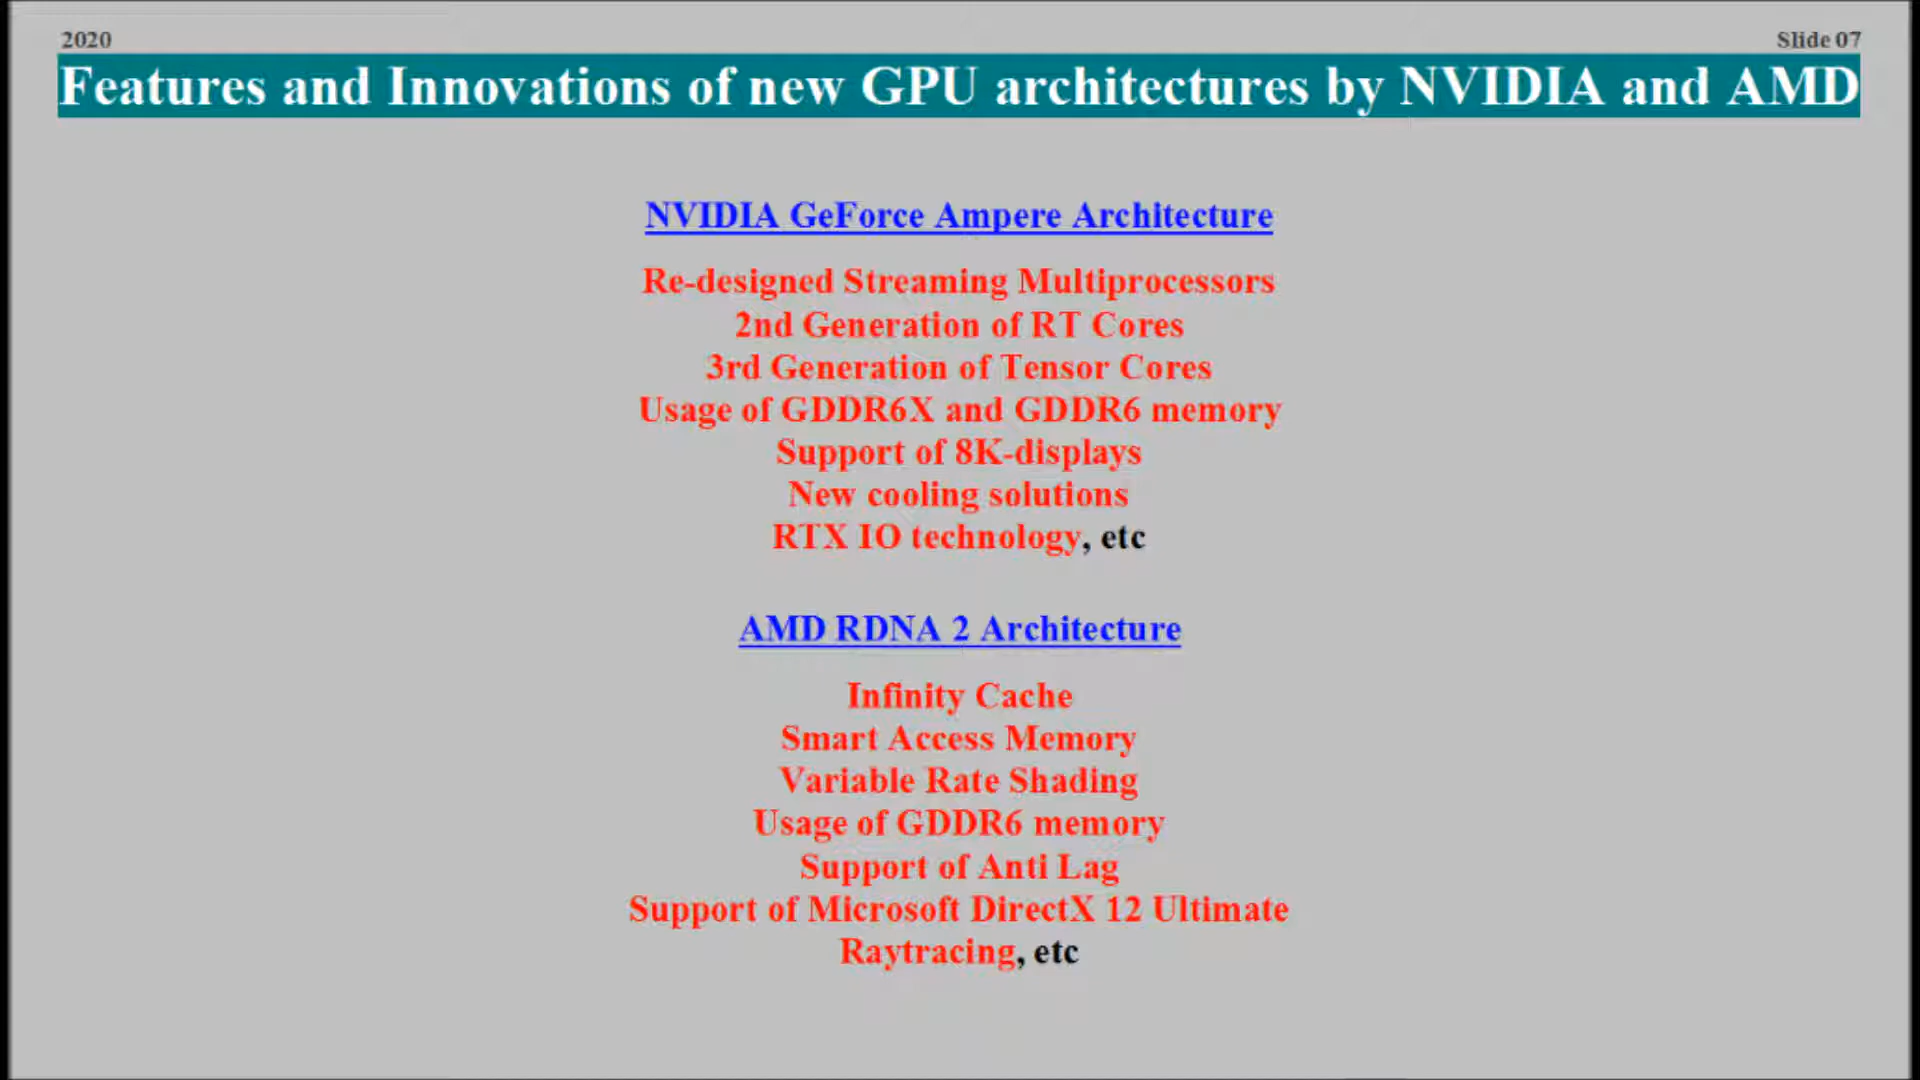 2020
Slide 07
Features and Innovations of new GPU architectures by NVIDIA and AMD
NVIDIA GeForce Ampere Architecture
Re-designed Streaming Multiprocessors
2nd Generation of RT Cores
3rd Generation of Tensor Cores
Usage of GDDR6X and GDDR6 memory
Support of 8K-displays
New cooling solutions
RTX IO technology, etc
AMD RDNA 2 Architecture
Infinity Cache
Smart Access Memory
Variable Rate Shading
Usage of GDDR6 memory
Support of Anti Lag
Support of Microsoft DirectX 12 Ultimate
Raytracing, etc